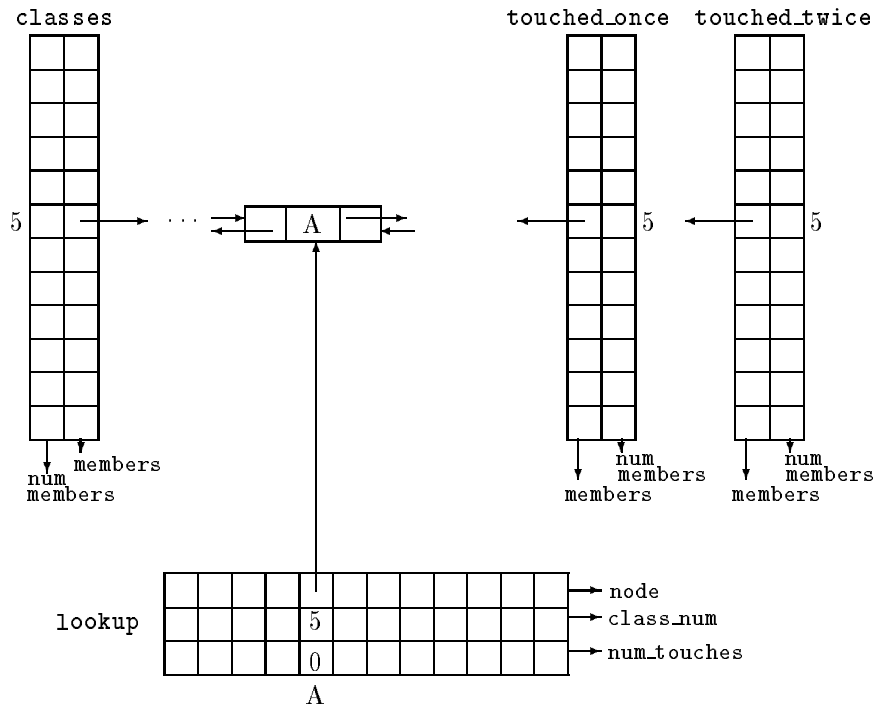 classes touched_once touched_twice
5 . . . A 5 5
members
num
members
num
members
members
num
members
members
node
lookup 5 class_num
0 num_touches
A